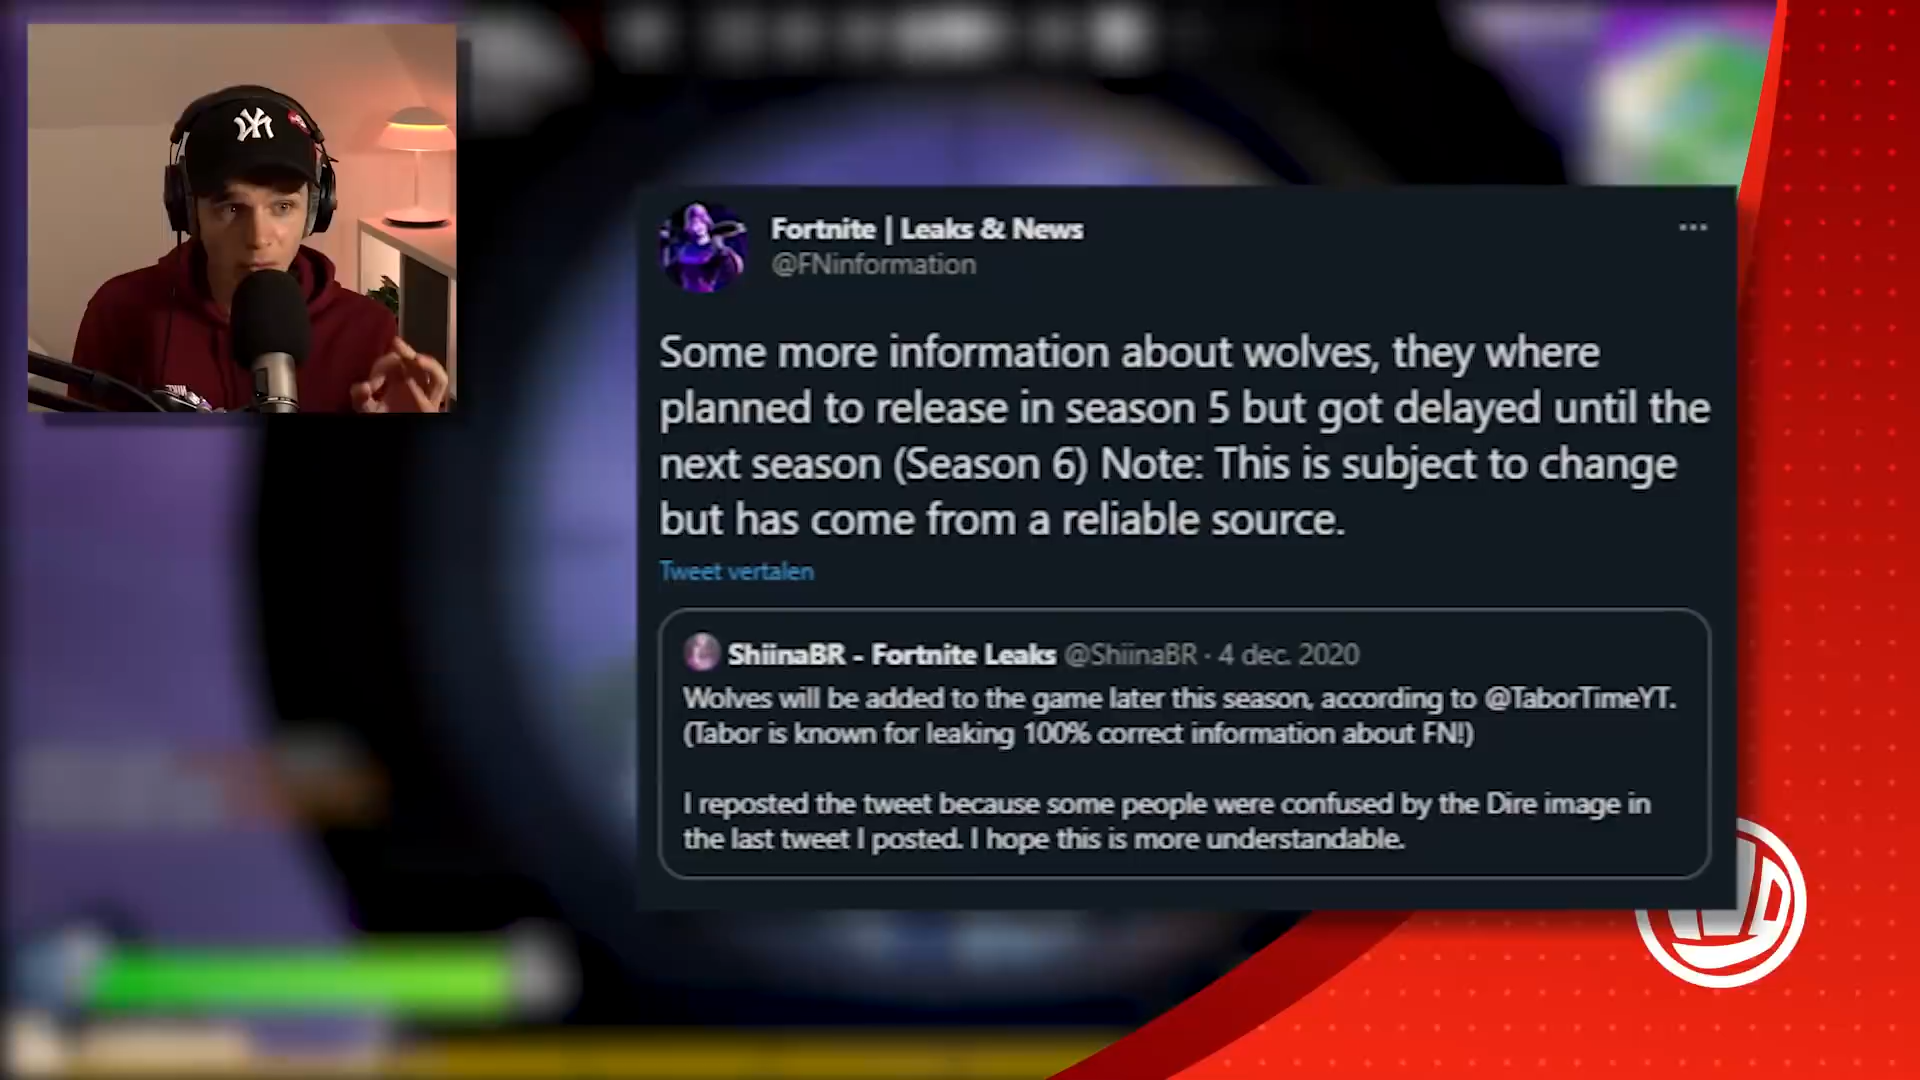 NY
Fortnite | Leaks & News
@FNinformation
Some more information about wolves, they where
planned to release in season 5 but got delayed until the
next season (Season 6) Note: This is subject to change
but has come from a reliable source.
Tweet vertalen
ShiinaBR - Fortnite Leaks @ShiinaBR · 4 dec. 2020
Wolves will be added to the game later this season, according to @TaborTimeYT.
(Tabor is known for leaking 100% correct information about FN!)
I reposted the tweet because some people were confused by the Dire image in
the last tweet I posted. I hope this is more understandable.